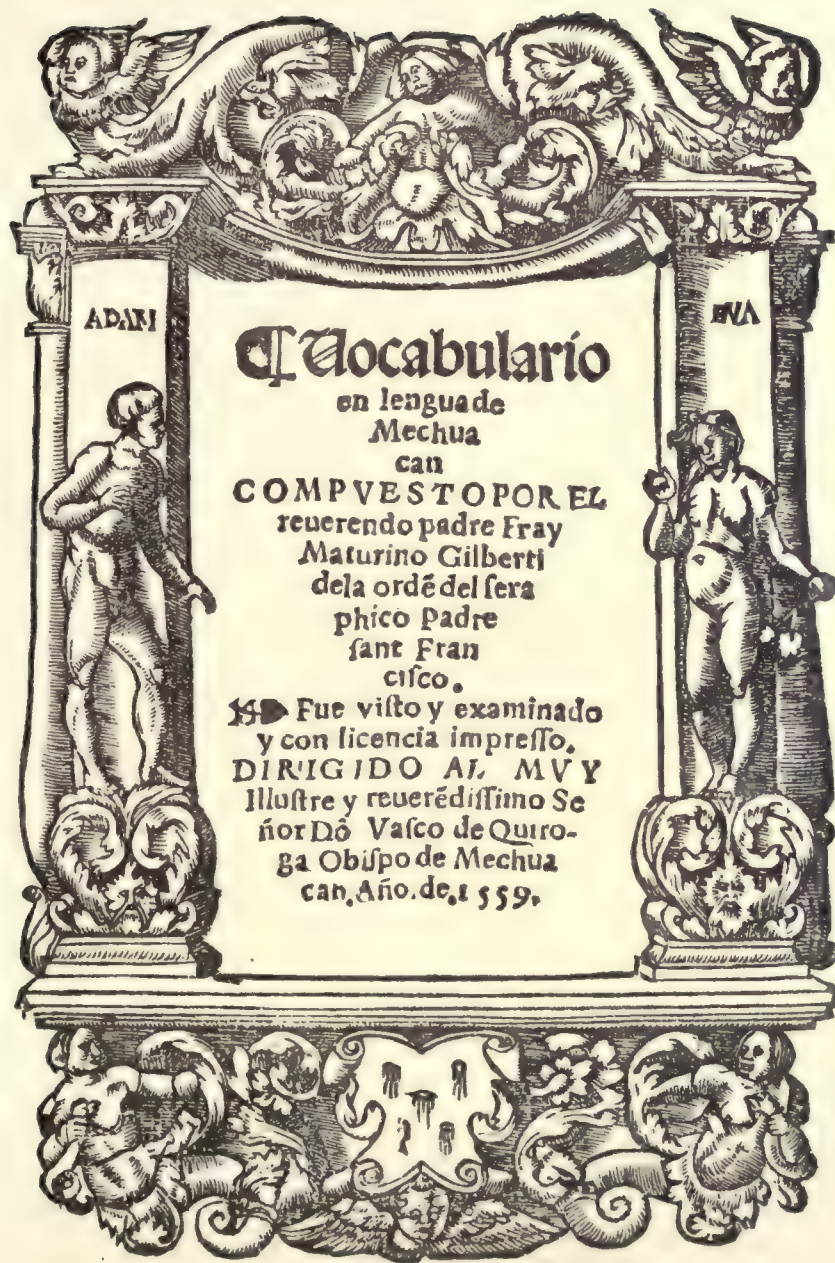 ADAM
EVA
¶ Vocabulario
en lengua de
Mechua
can
COMPVESTO POR EL
reuerendo padre Fray
Maturino Gilberti
dela ordē del ſera
phico Padre
ſant Fran
ciſco.
Fue viſto y examinado
y con licencia impreſſo.
DIRIGIDO AL MVY
Illuſtre y reuerēdiſſimo Se
ñor Dō Vaſco de Quiro-
ga Obiſpo de Mechua
can. Año. de. 1559.